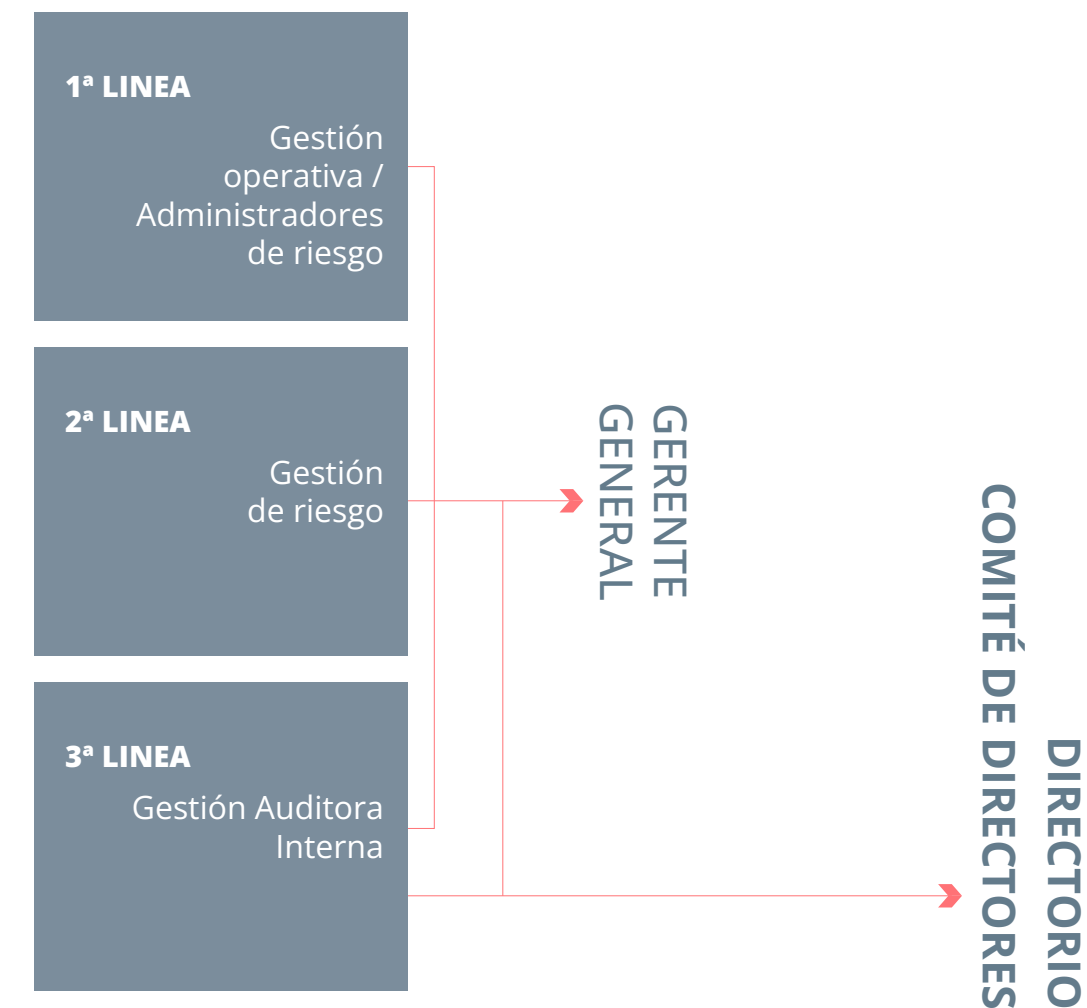 1ª LINEA
Gestión
operativa /
Administradores
de riesgo
2ª LINEA
Gestión
de riesgo
3ª LINEA
Gestión Auditora
Interna
GERENTE
GENERAL
DIRECTORIO
COMITÉ DE DIRECTORES